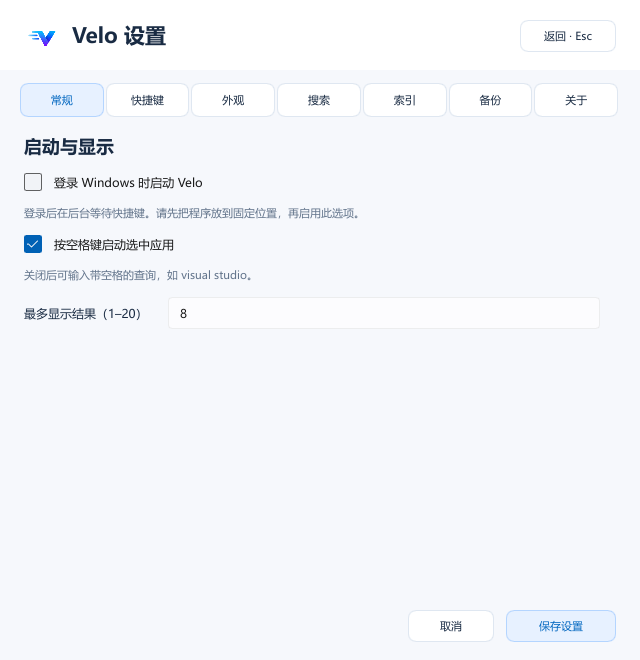 Velo 设置
返回 · Esc
常规
快捷键
外观
搜索
索引
备份
关于
启动与显示
登录 Windows 时启动 Velo
登录后在后台等待快捷键。请先把程序放到固定位置，再启用此选项。
按空格键启动选中应用
关闭后可输入带空格的查询，如 visual studio。
最多显示结果（1–20）
8
取消
保存设置